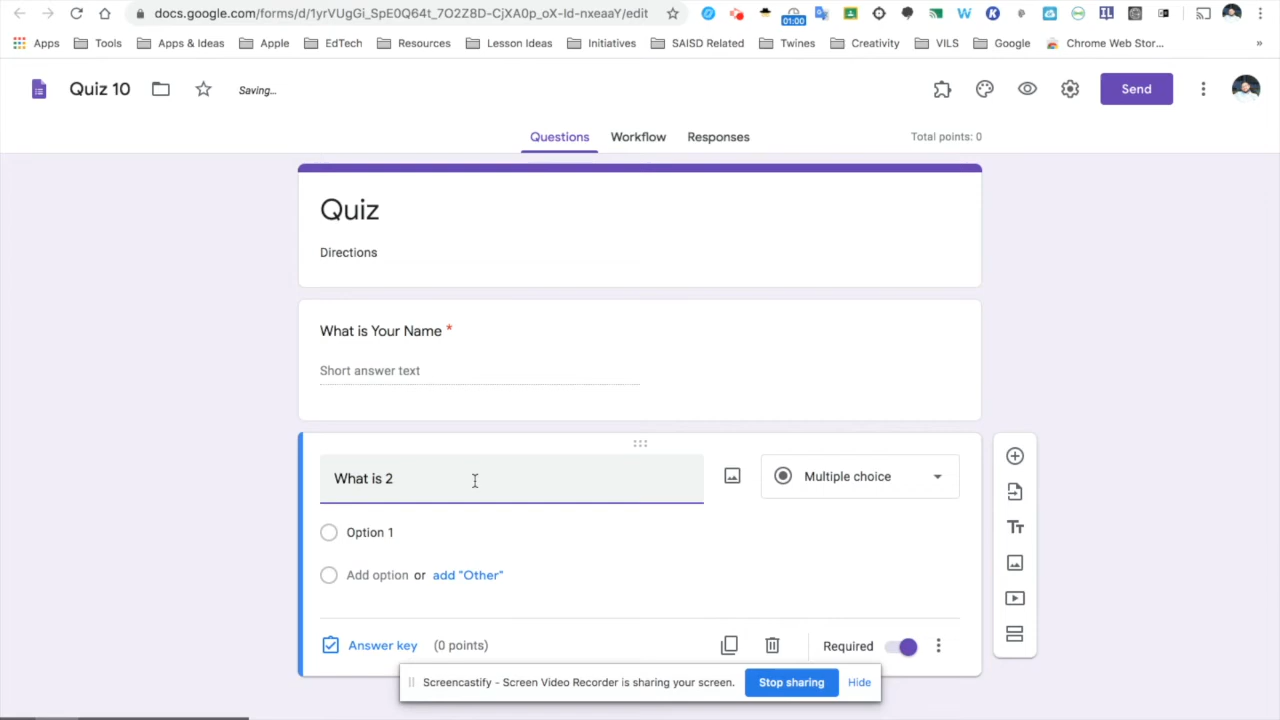 docs.google.com/forms/d/1yrVUgGi_SpE0Q64t_7O2Z8D-CjXA0p_oX-ld-nxeaaY/edit
01:00
Apps
Tools
Apps & Ideas
Apple
EdTech
Resources
Lesson Ideas
Initiatives
SAISD Related
Twines
Creativity
VILS
Google
Chrome Web Stor...
»
Quiz 10
Saving...
Send
Questions
Workflow
Responses
Total points: 0
Quiz
Directions
What is Your Name *
Short answer text
What is 2
Multiple choice
Option 1
Add option or add "Other"
Tт
Answer key (0 points)
Required
Screencastify - Screen Video Recorder is sharing your screen.
Stop sharing
Hide